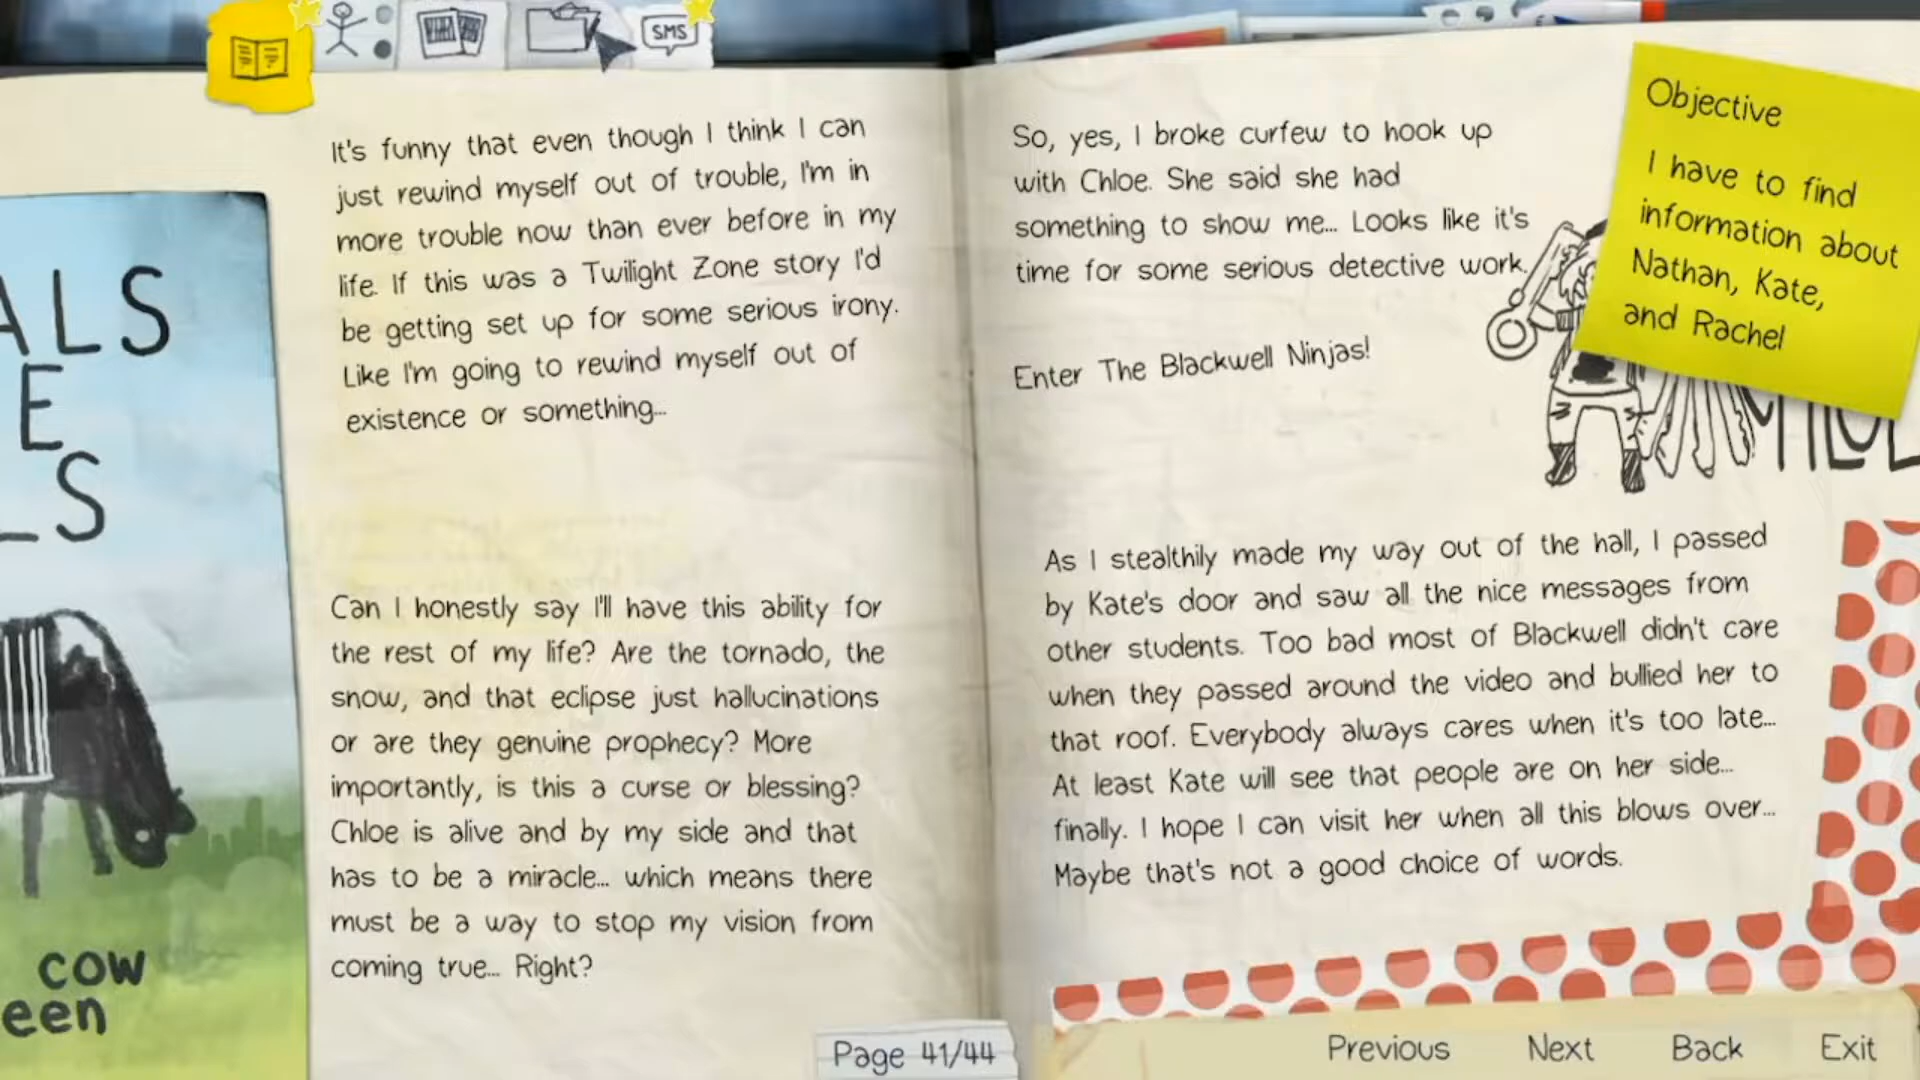 SMS
ALS
E
LS
cow
een
It's funny that even though I think I can
just rewind myself out of trouble, I'm in
more trouble now than ever before in my
life. If this was a Twilight Zone story I'd
be getting set up for some serious irony.
Like I'm going to rewind myself out of
existence or something...
Can I honestly say I'll have this ability for
the rest of my life? Are the tornado, the
snow, and that eclipse just hallucinations
or are they genuine prophecy? More
importantly, is this a curse or blessing?
Chloe is alive and by my side and that
has to be a miracle... which means there
must be a way to stop my vision from
coming true... Right?
So, yes, I broke curfew to hook up
with Chloe. She said she had
something to show me... Looks like it's
time for some serious detective work.
Enter The Blackwell Ninjas!
As I stealthily made my way out of the hall, I passed
by Kate's door and saw all the nice messages from
other students. Too bad most of Blackwell didn't care
when they passed around the video and bullied her to
that roof. Everybody always cares when it's too late...
At least Kate will see that people are on her side...
finally. I hope I can visit her when all this blows over...
Maybe that's not a good choice of words.
Objective
I have to find
information about
Nathan, Kate,
and Rachel
Page 41/44
Previous Next Back Exit